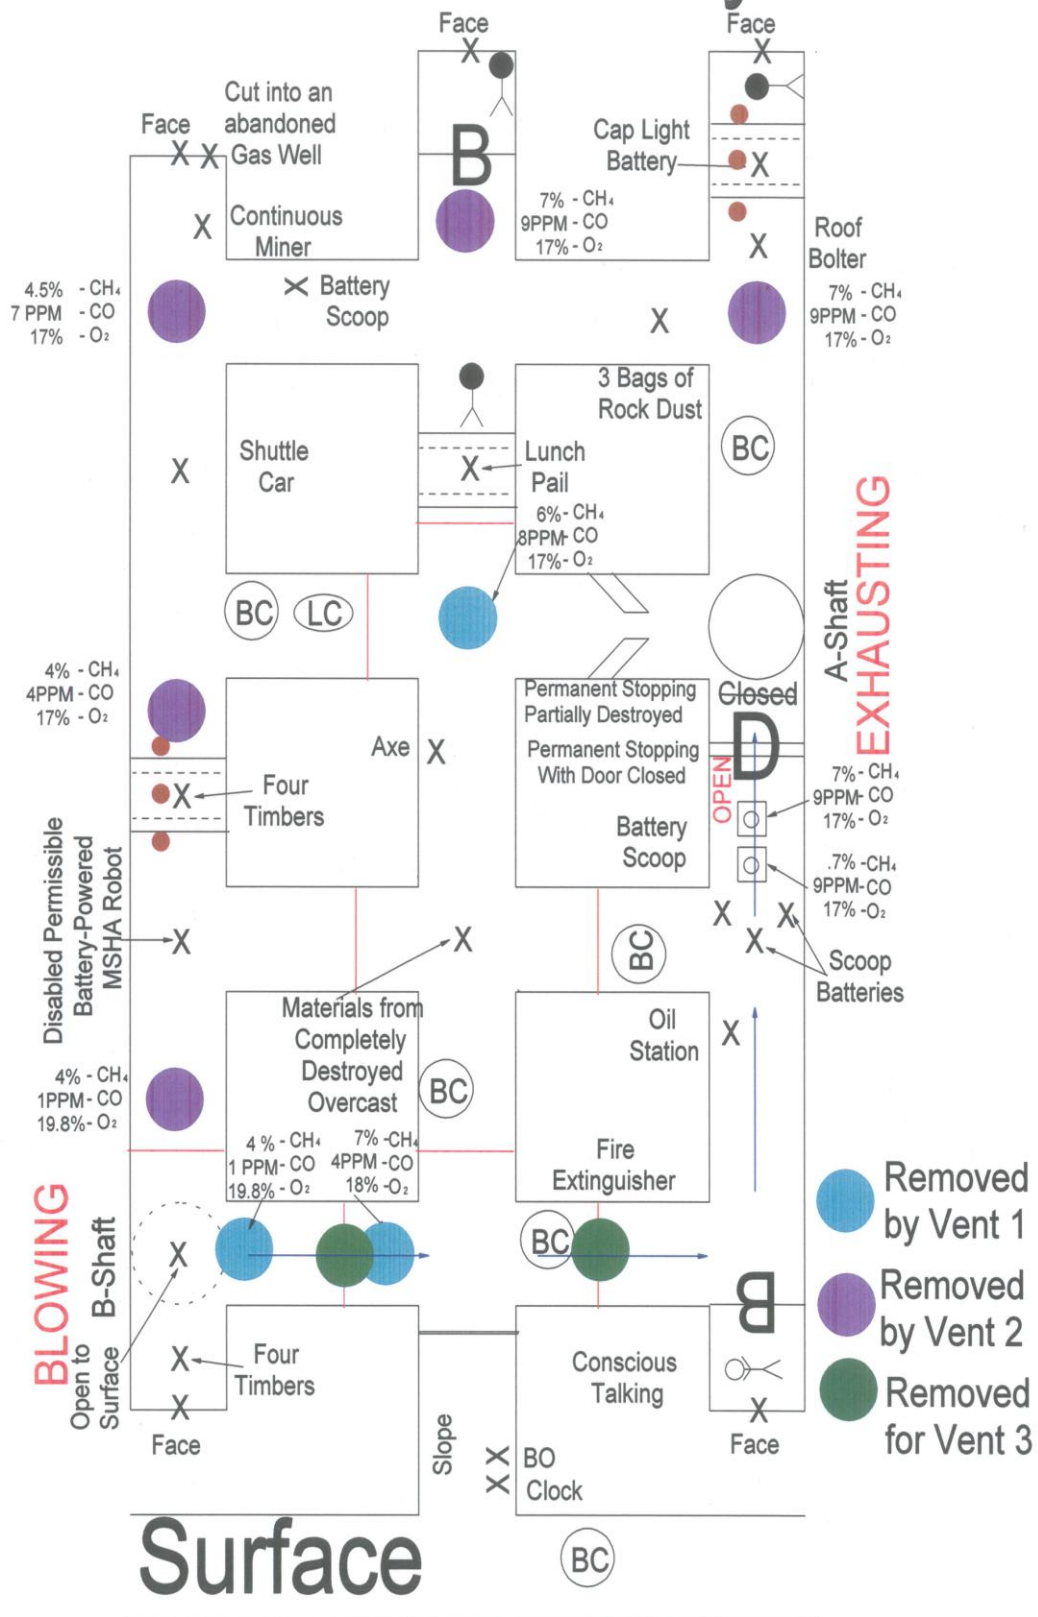 Face
Face
Cut into an
abandoned
Gas Well
Face
X
X
X
X
B
Cap Light
Battery
X
7% - CH₄
9PPM - CO
17% - O₂
X
Continuous
Miner
X
Roof
Bolter
X
Battery
Scoop
4.5% - CH₄
7 PPM - CO
17% - O₂
X
7% - CH₄
9PPM - CO
17% - O₂
3 Bags of
Rock Dust
Shuttle
Car
X
X
Lunch
Pail
BC
6% - CH₄
8PPM - CO
17% - O₂
BC
LC
A-Shaft
EXHAUSTING
4% - CH₄
4PPM - CO
17% - O₂
Permanent Stopping
Partially Destroyed
Closed
Axe
X
Permanent Stopping
With Door Closed
D
OPEN
X
Four
Timbers
Battery
Scoop
7% - CH₄
9PPM - CO
17% - O₂
.7% - CH₄
9PPM - CO
17% - O₂
Disabled Permissible
Battery-Powered
MSHA Robot
X
X
BC
X
X
X
Scoop
Batteries
Materials from
Completely
Destroyed
Overcast
BC
Oil
Station
X
4% - CH₄
1PPM - CO
19.8% - O₂
4 % - CH₄
1 PPM - CO
19.8% - O₂
7% - CH₄
4PPM - CO
18% - O₂
Fire
Extinguisher
Removed
by Vent 1
BLOWING
B-Shaft
X
BC
B
Removed
by Vent 2
Open to
Surface
X
Four
Timbers
Conscious
Talking
Removed
for Vent 3
X
Face
X
Face
Slope
X X
X X
BO
Clock
Surface
BC